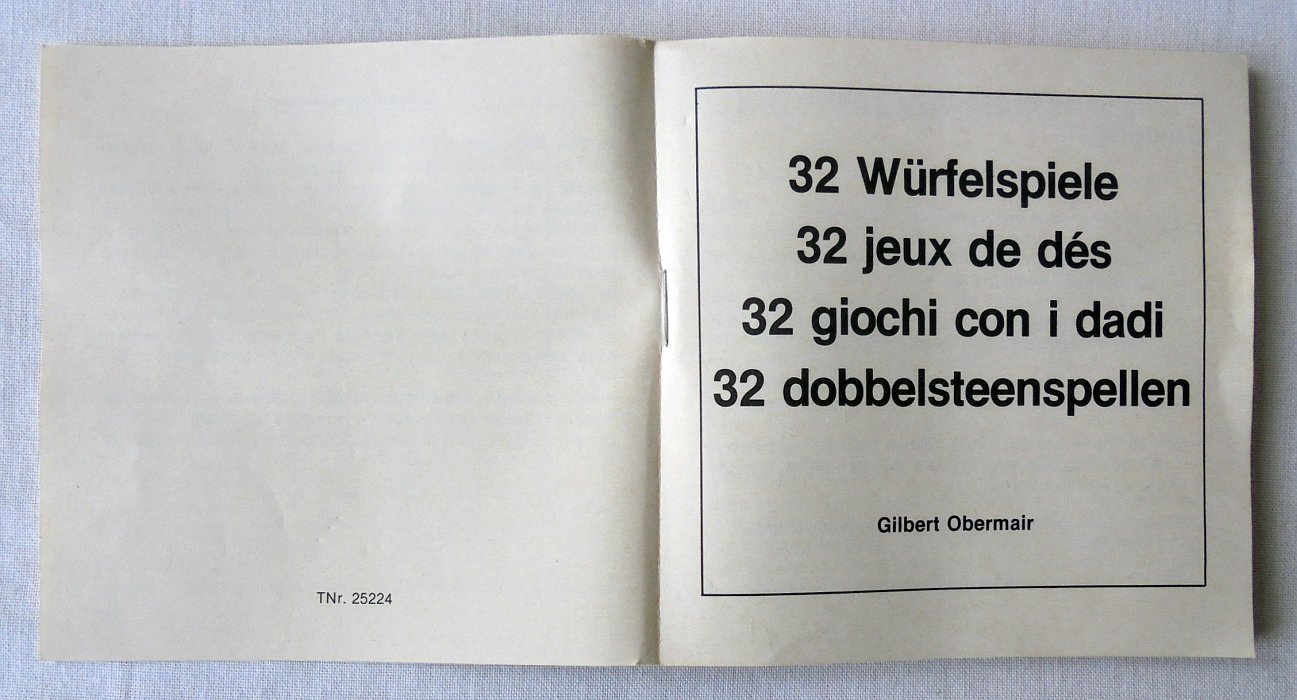 TNr. 25224
32 Würfelspiele
32 jeux de dés
32 giochi con i dadi
32 dobbelsteenspellen
Gilbert Obermair